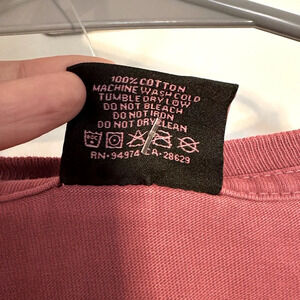 100% COTTON
MACHINE WASH COLD
TUMBLE DRY LOW
DO NOT BLEACH
DO NOT IRON
DO NOT DRY CLEAN
RN-94974 CA-28629